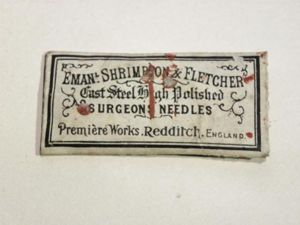 EMANL. SHRIMPTON & FLETCHER
Cast Steel High Polished
SURGEONS NEEDLES
Première Works. Redditch, ENGLAND.